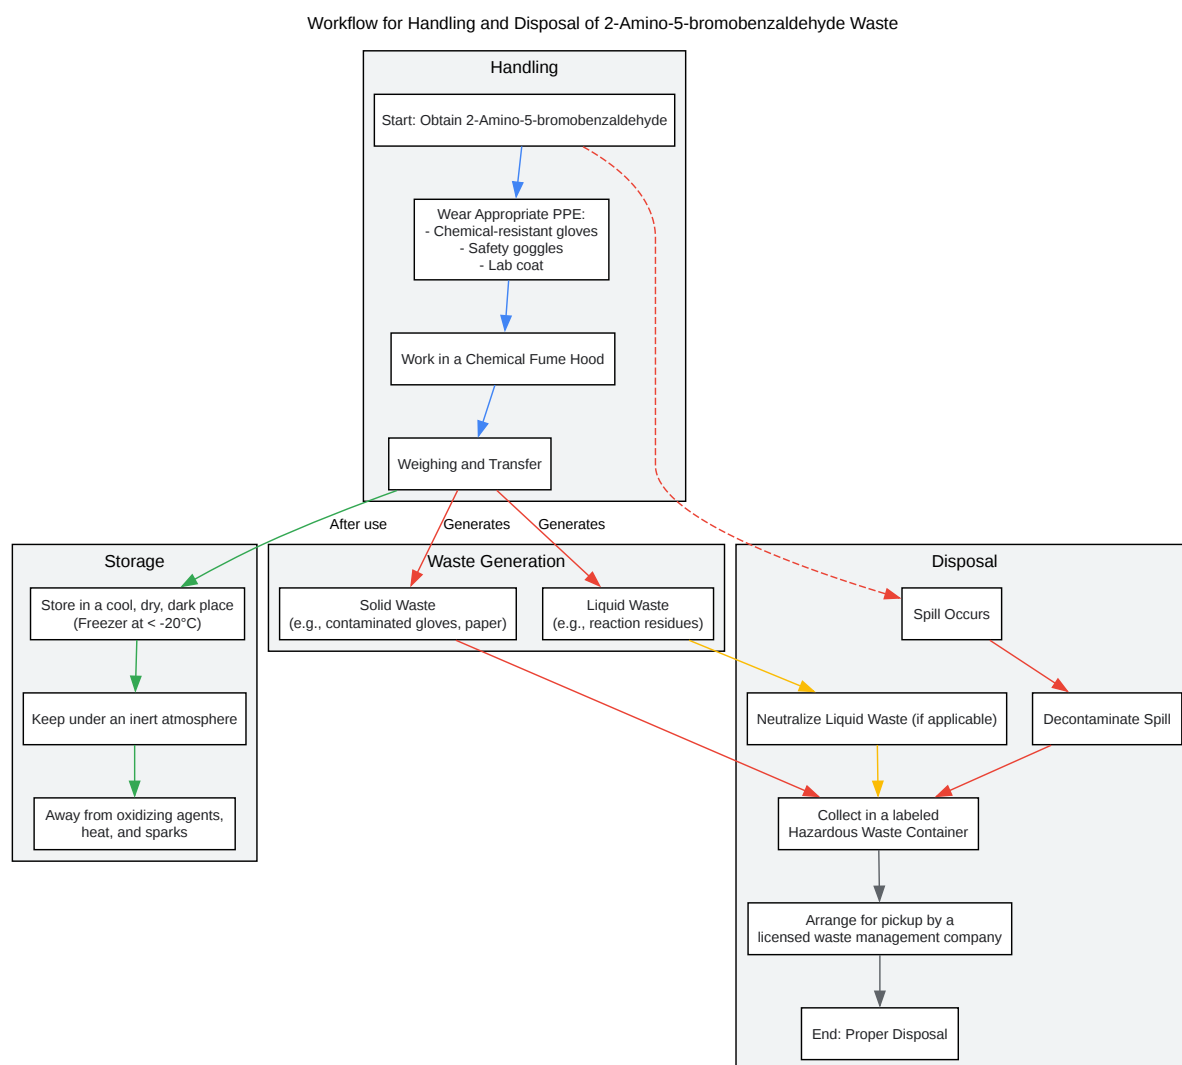 Workflow for Handling and Disposal of 2-Amino-5-bromobenzaldehyde Waste
Handling
Start: Obtain 2-Amino-5-bromobenzaldehyde
Wear Appropriate PPE:
- Chemical-resistant gloves
- Safety goggles
- Lab coat
Work in a Chemical Fume Hood
Weighing and Transfer
After use
Generates
Generates
Storage
Store in a cool, dry, dark place
(Freezer at < -20°C)
Keep under an inert atmosphere
Away from oxidizing agents,
heat, and sparks
Waste Generation
Solid Waste
(e.g., contaminated gloves, paper)
Liquid Waste
(e.g., reaction residues)
Disposal
Spill Occurs
Neutralize Liquid Waste (if applicable)
Decontaminate Spill
Collect in a labeled
Hazardous Waste Container
Arrange for pickup by a
licensed waste management company
End: Proper Disposal